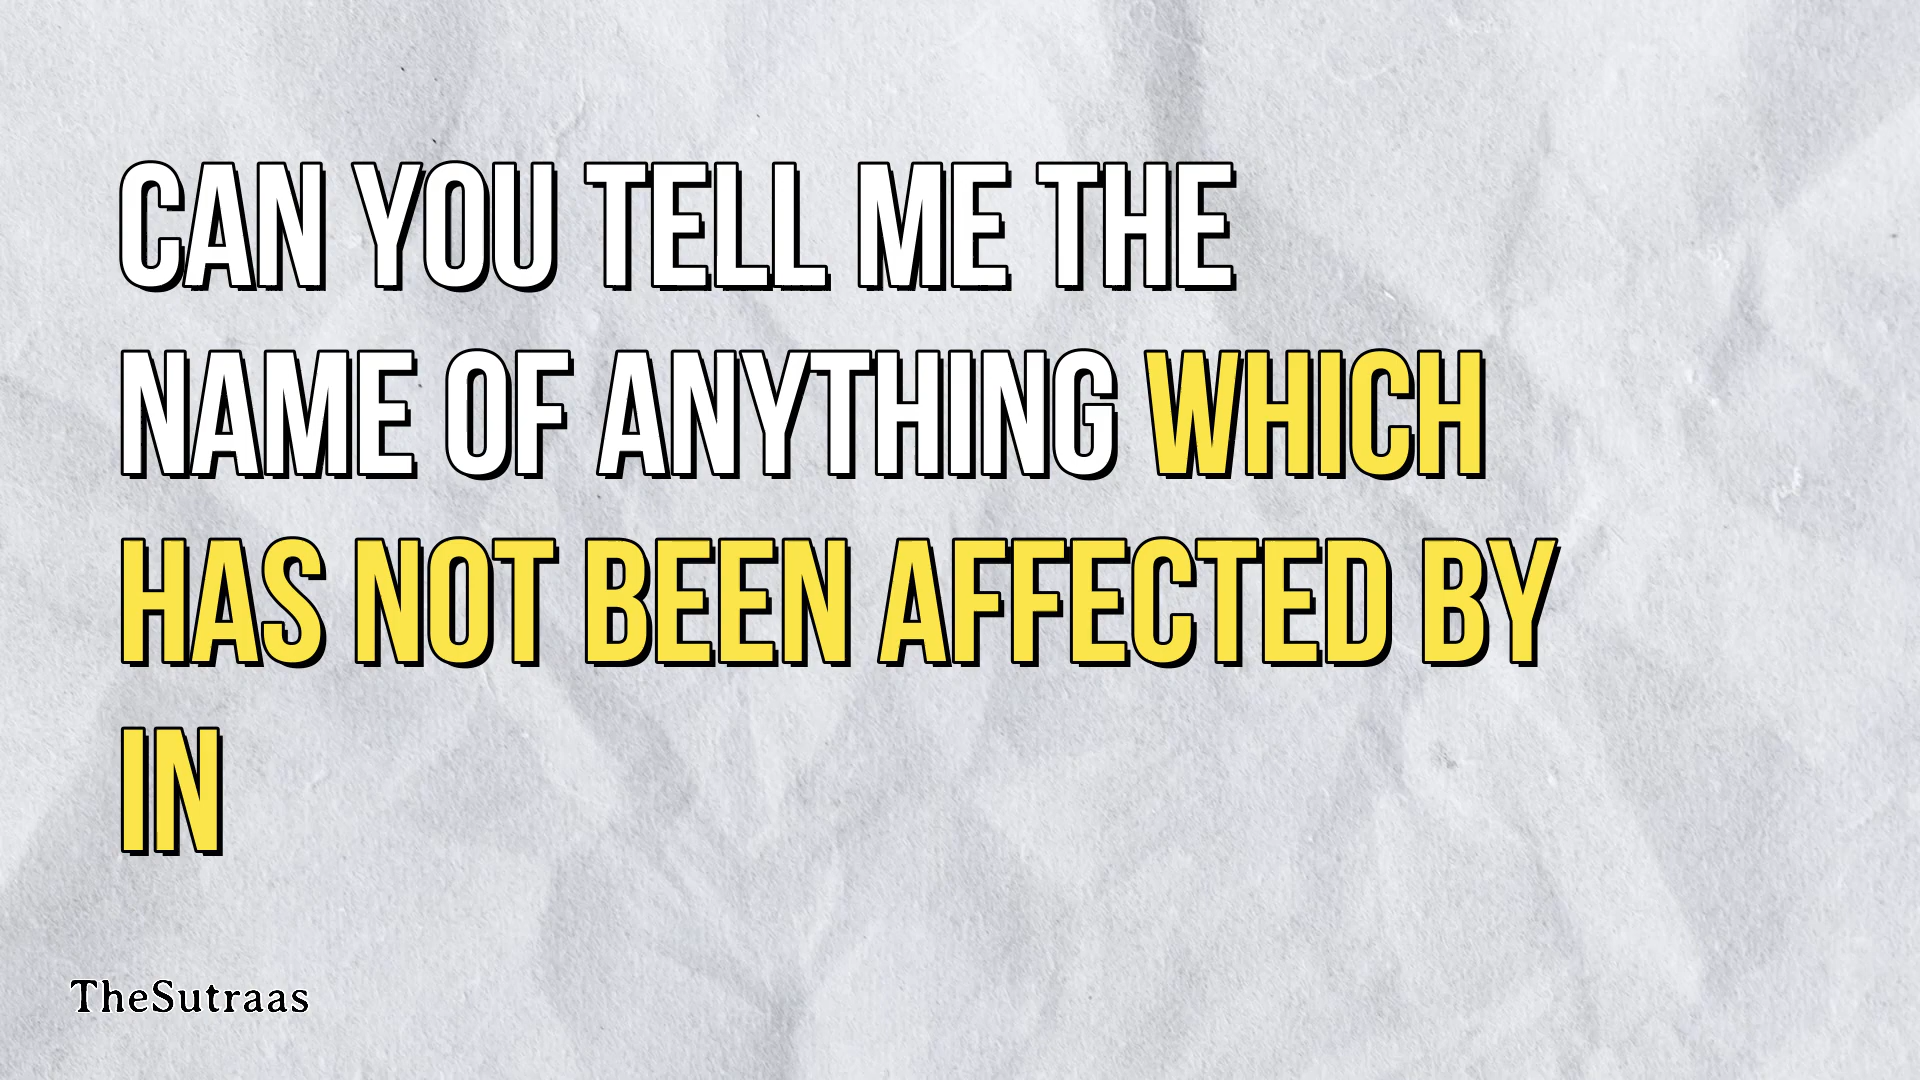 CAN YOU TELL ME THE
NAME OF ANYTHING WHICH
HAS NOT BEEN AFFECTED BY
IN
TheSutraas